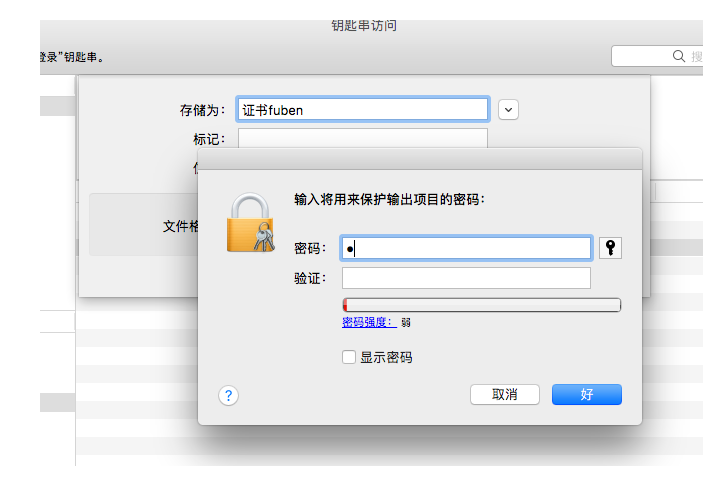 钥匙串访问
登录”钥匙串。
搜
存储为：
证书fuben
标记：
输入将用来保护输出项目的密码：
文件格
密码： ●
验证：
密码强度： 弱
显示密码
?
取消
好